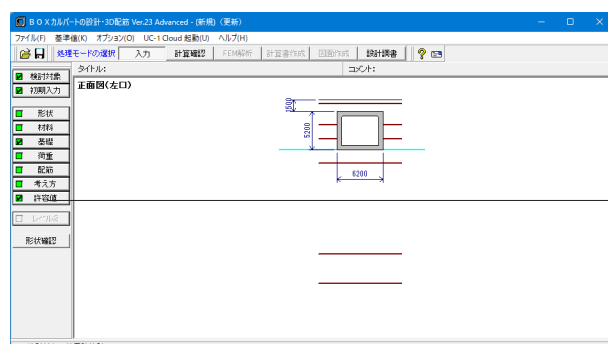 BOXカルバートの設計・3D配筋 Ver.23 Advanced - (新規) (更新)
ファイル(F) 基準値(K) オプション(O) UC-1 Cloud 起動(U) ヘルプ(H)
処理モードの選択 入力 計算確認 FEM解析 計算書作成 図面作成 設計調書
検討対象 タイトル: コメント:
初期入力 正面図(左口)
形状
材料
基礎
荷重
配筋
考え方
許容値
形状確認
1500
5200
6200